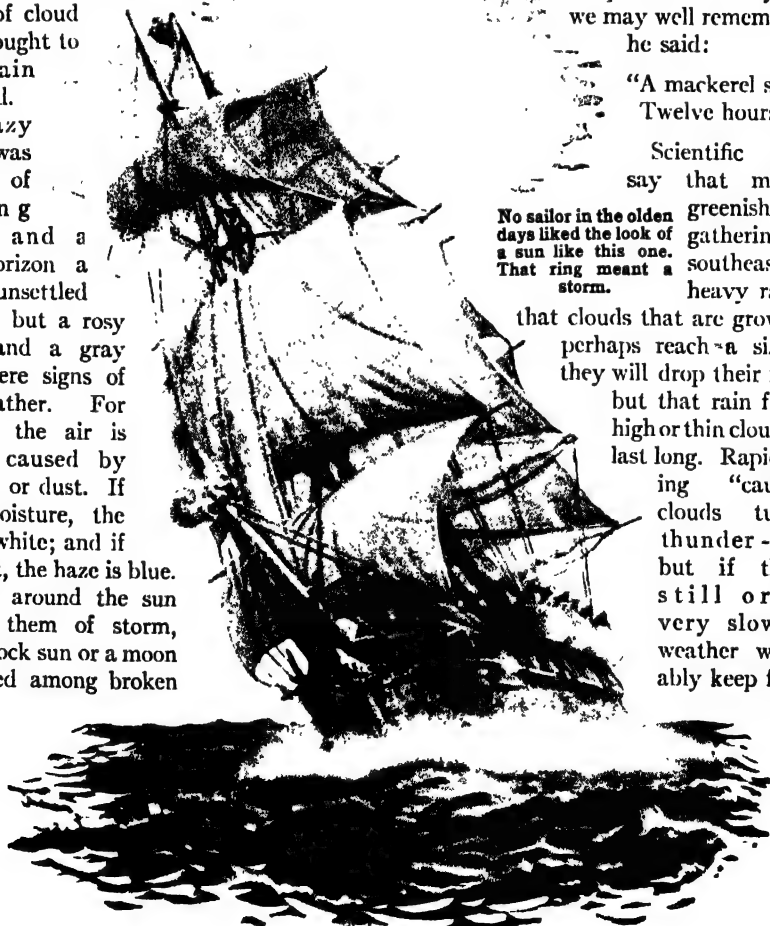 of cloud
ought to
ain
l.
azy
was
of
n g
and a
orizon a
unsettled
but a rosy
and a gray
ere signs of
ather. For
the air is
caused by
or dust. If
oisture, the
white; and if
, the haze is blue.
around the sun
them of storm,
ock sun or a moon
ed among broken
No sailor in the olden
days liked the look of
a sun like this one.
That ring meant a
storm.
we may well remem
he said:
“A mackerel s
Twelve hours
Scientific
say that m
greenish
gatherin
southeas
heavy ra
that clouds that are grow
perhaps reach a si
they will drop their
but that rain f
high or thin clou
last long. Rapid
ing “cau
clouds tu
thunder-
but if t
still or
very slow
weather w
ably keep f